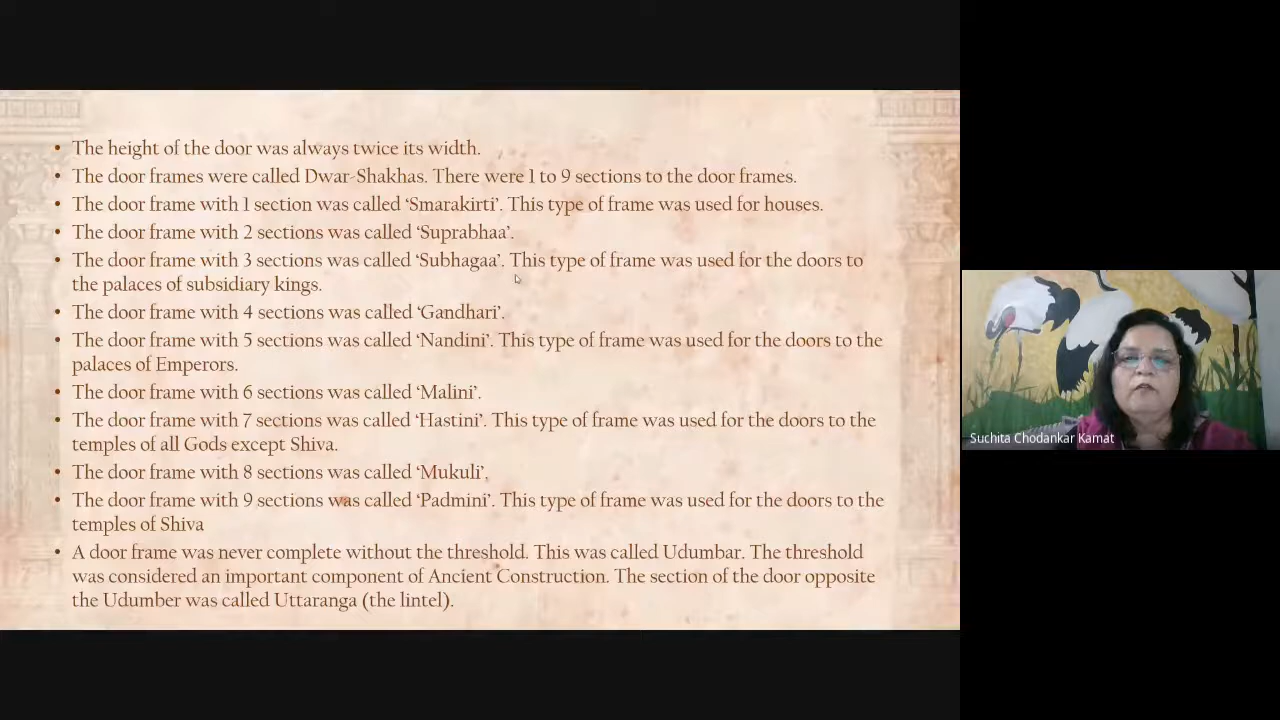 • The height of the door was always twice its width.
• The door frames were called Dwar-Shakhas. There were 1 to 9 sections to the door frames.
• The door frame with 1 section was called ‘Smarakirti’. This type of frame was used for houses.
• The door frame with 2 sections was called ‘Suprabhaa’.
• The door frame with 3 sections was called ‘Subhagaa’. This type of frame was used for the doors to
the palaces of subsidiary kings.
• The door frame with 4 sections was called ‘Gandhari’.
• The door frame with 5 sections was called ‘Nandini’. This type of frame was used for the doors to the
palaces of Emperors.
• The door frame with 6 sections was called ‘Malini’.
• The door frame with 7 sections was called ‘Hastini’. This type of frame was used for the doors to the
temples of all Gods except Shiva.
• The door frame with 8 sections was called ‘Mukuli’,
• The door frame with 9 sections was called ‘Padmini’. This type of frame was used for the doors to the
temples of Shiva
• A door frame was never complete without the threshold. This was called Udumbar. The threshold
was considered an important component of Ancient Construction. The section of the door opposite
the Udumber was called Uttaranga (the lintel).
Suchita Chodankar Kamat